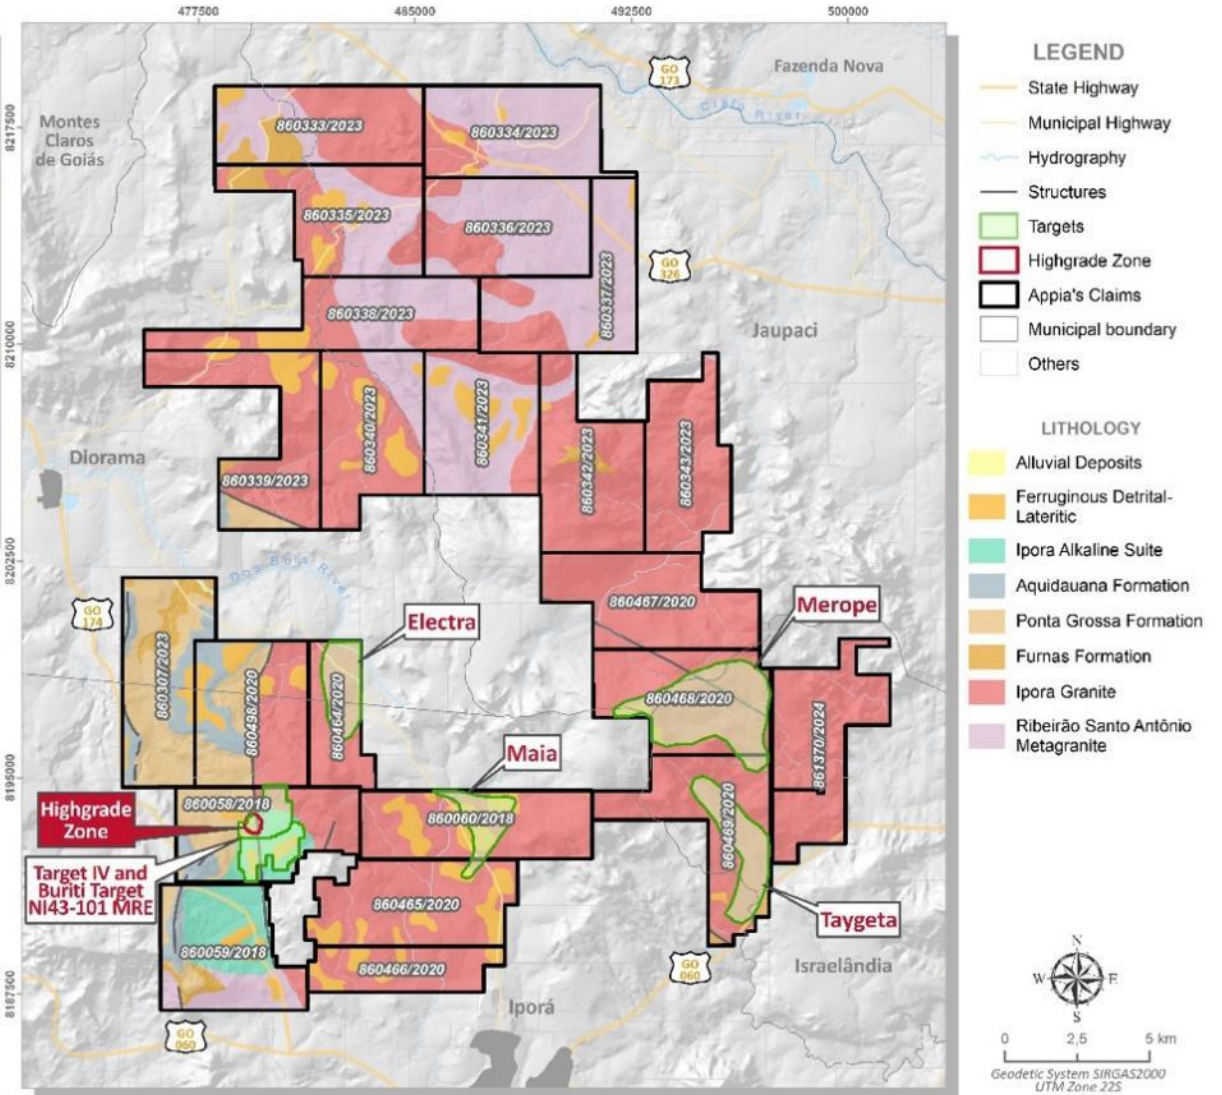 477500
485000
492500
500000
8217500
8210000
8202500
8195000
8187500
GO
173
Fazenda Nova
Claro River
Montes
Claros
de Goiás
860333/2023
860334/2023
860335/2023
860336/2023
860337/2023
GO
326
860338/2023
Jaupaci
Diorama
860339/2023
860340/2023
860341/2023
860342/2023
860343/2023
Dos Bois River
GO
174
Electra
860467/2020
Merope
860307/2023
860498/2020
860464/2020
860468/2020
861370/2024
Maia
Highgrade
Zone
860058/2018
860060/2018
860469/2020
Target IV and
Buriti Target
NI43-101 MRE
860465/2020
Taygeta
860059/2018
860466/2020
GO
060
Israelândia
Iporá
GO
060
LEGEND
State Highway
Municipal Highway
Hydrography
Structures
Targets
Highgrade Zone
Appia's Claims
Municipal boundary
Others
LITHOLOGY
Alluvial Deposits
Ferruginous Detrital-
Lateritic
Ipora Alkaline Suite
Aquidauana Formation
Ponta Grossa Formation
Furnas Formation
Ipora Granite
Ribeirão Santo Antônio
Metagranite
N
W
E
S
0 2,5 5 km
Geodetic System SIRGAS2000
UTM Zone 22S